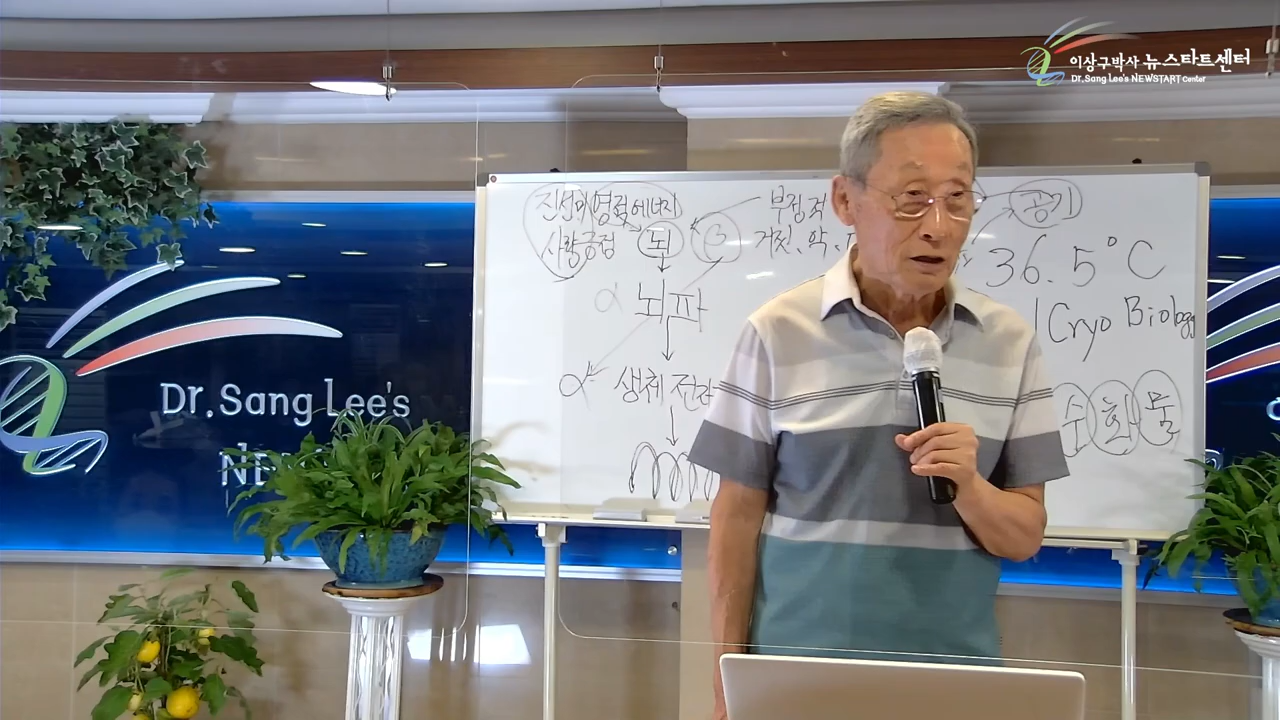 이상구박사 뉴스타트센터
Dr. Sang Lee's NEWSTART Center
Dr. Sang Lee's
진선미 영적에너지
사랑긍정 뇌 β
부정적
거짓, 악,
공기
α 뇌파
36.5°C
Cryo Biology
α 생체전
순환